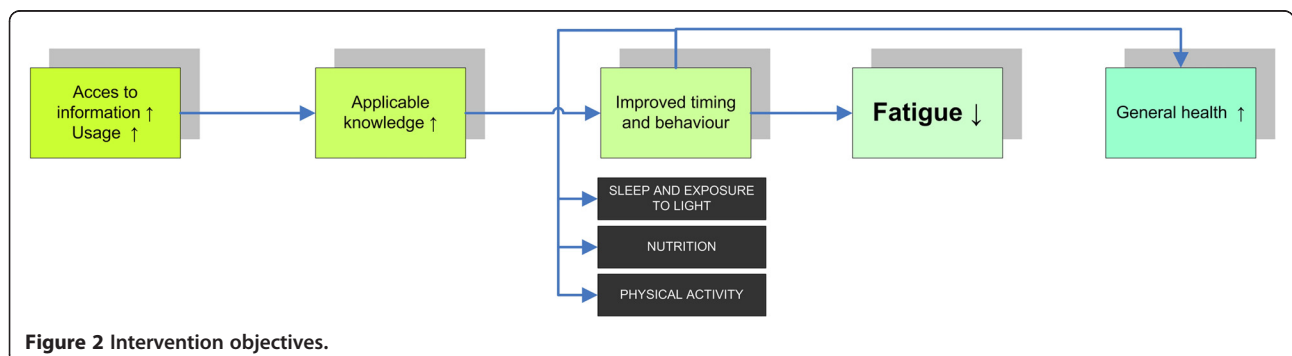 Acces to
information ↑
Usage ↑
Applicable
knowledge ↑
Improved timing
and behaviour
Fatigue ↓
General health ↑
SLEEP AND EXPOSURE
TO LIGHT
NUTRITION
PHYSICAL ACTIVITY
Figure 2 Intervention objectives.